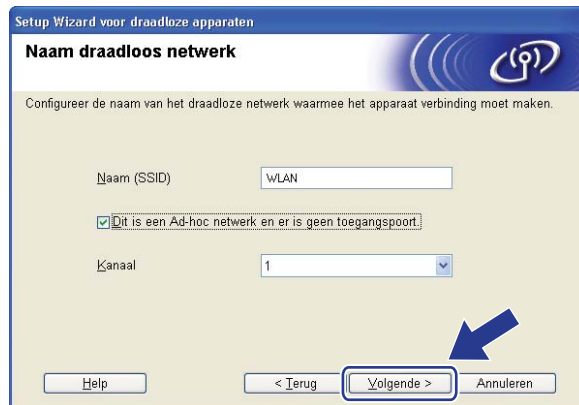 Setup Wizard voor draadloze apparaten
Naam draadloos netwerk
Configureer de naam van het draadloze netwerk waarmee het apparaat verbinding moet maken.
Naam (SSID) WLAN
Dit is een Ad-hoc netwerk en er is geen toegangspoort.
Kanaal 1
Help < Terug Volgende > Annuleren